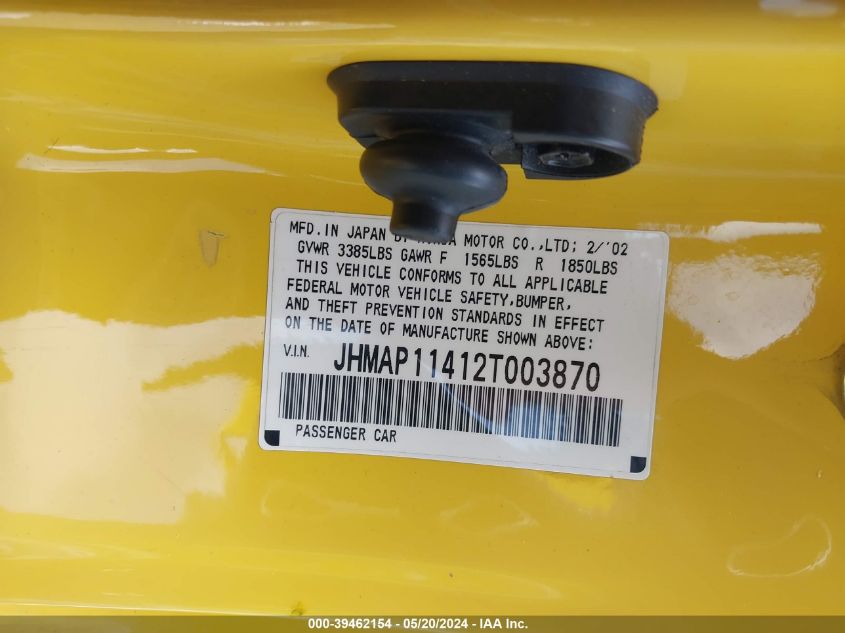 MFD.IN JAPAN BY HONDA MOTOR CO.,LTD; 2/'02
GVWR 3385LBS GAWR F 1565LBS R 1850LBS
THIS VEHICLE CONFORMS TO ALL APPLICABLE
FEDERAL MOTOR VEHICLE SAFETY,BUMPER,
AND THEFT PREVENTION STANDARDS IN EFFECT
ON THE DATE OF MANUFACTURE SHOWN ABOVE:
V.I.N. JHMAP11412T003870
PASSENGER CAR
000-39462154 - 05/20/2024 - IAA Inc.